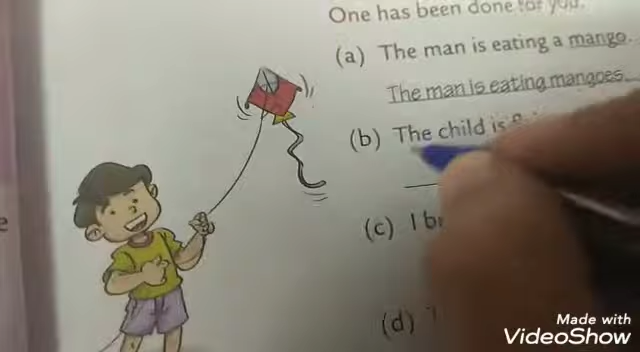 One has been done for you.
(a) The man is eating a mango.
The man is eating mangoes.
(b) The child is
(c) I
(d)
Made with
VideoShow